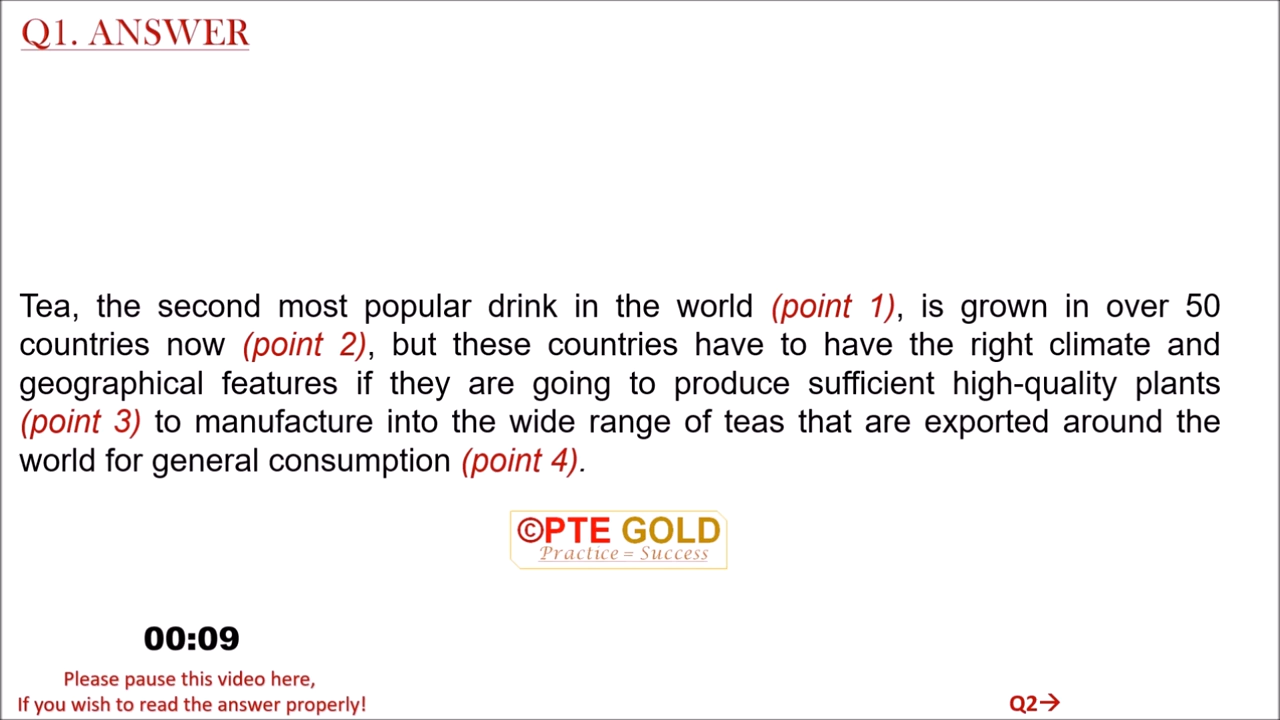 Q1. ANSWER
Tea, the second most popular drink in the world (point 1), is grown in over 50
countries now (point 2), but these countries have to have the right climate and
geographical features if they are going to produce sufficient high-quality plants
(point 3) to manufacture into the wide range of teas that are exported around the
world for general consumption (point 4).
©PTE GOLD
Practice = Success
00:09
Please pause this video here,
If you wish to read the answer properly!
Q2→